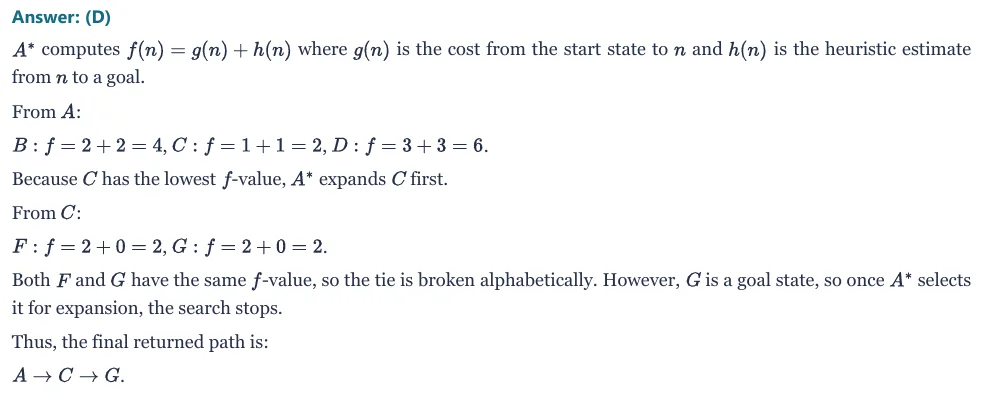 Answer: (D)
A* computes f(n) = g(n) + h(n) where g(n) is the cost from the start state to n and h(n) is the heuristic estimate
from n to a goal.
From A:
B : f = 2 + 2 = 4, C : f = 1 + 1 = 2, D : f = 3 + 3 = 6.
Because C has the lowest f-value, A* expands C first.
From C:
F : f = 2 + 0 = 2, G : f = 2 + 0 = 2.
Both F and G have the same f-value, so the tie is broken alphabetically. However, G is a goal state, so once A* selects
it for expansion, the search stops.
Thus, the final returned path is:
A → C → G.